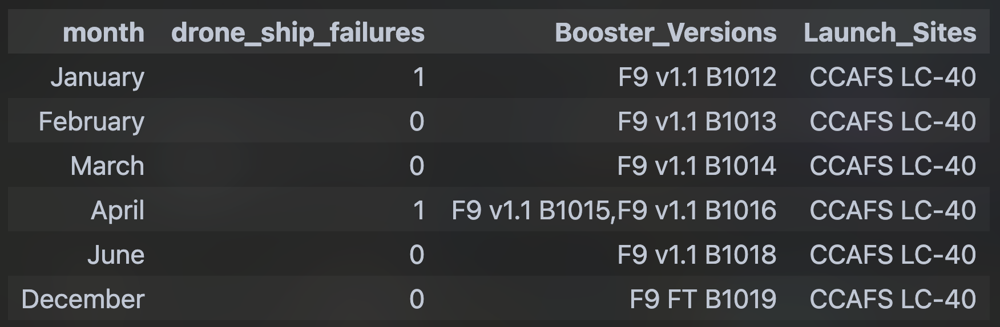 month drone_ship_failures Booster_Versions Launch_Sites
January 1 F9 v1.1 B1012 CCAFS LC-40
February 0 F9 v1.1 B1013 CCAFS LC-40
March 0 F9 v1.1 B1014 CCAFS LC-40
April 1 F9 v1.1 B1015,F9 v1.1 B1016 CCAFS LC-40
June 0 F9 v1.1 B1018 CCAFS LC-40
December 0 F9 FT B1019 CCAFS LC-40